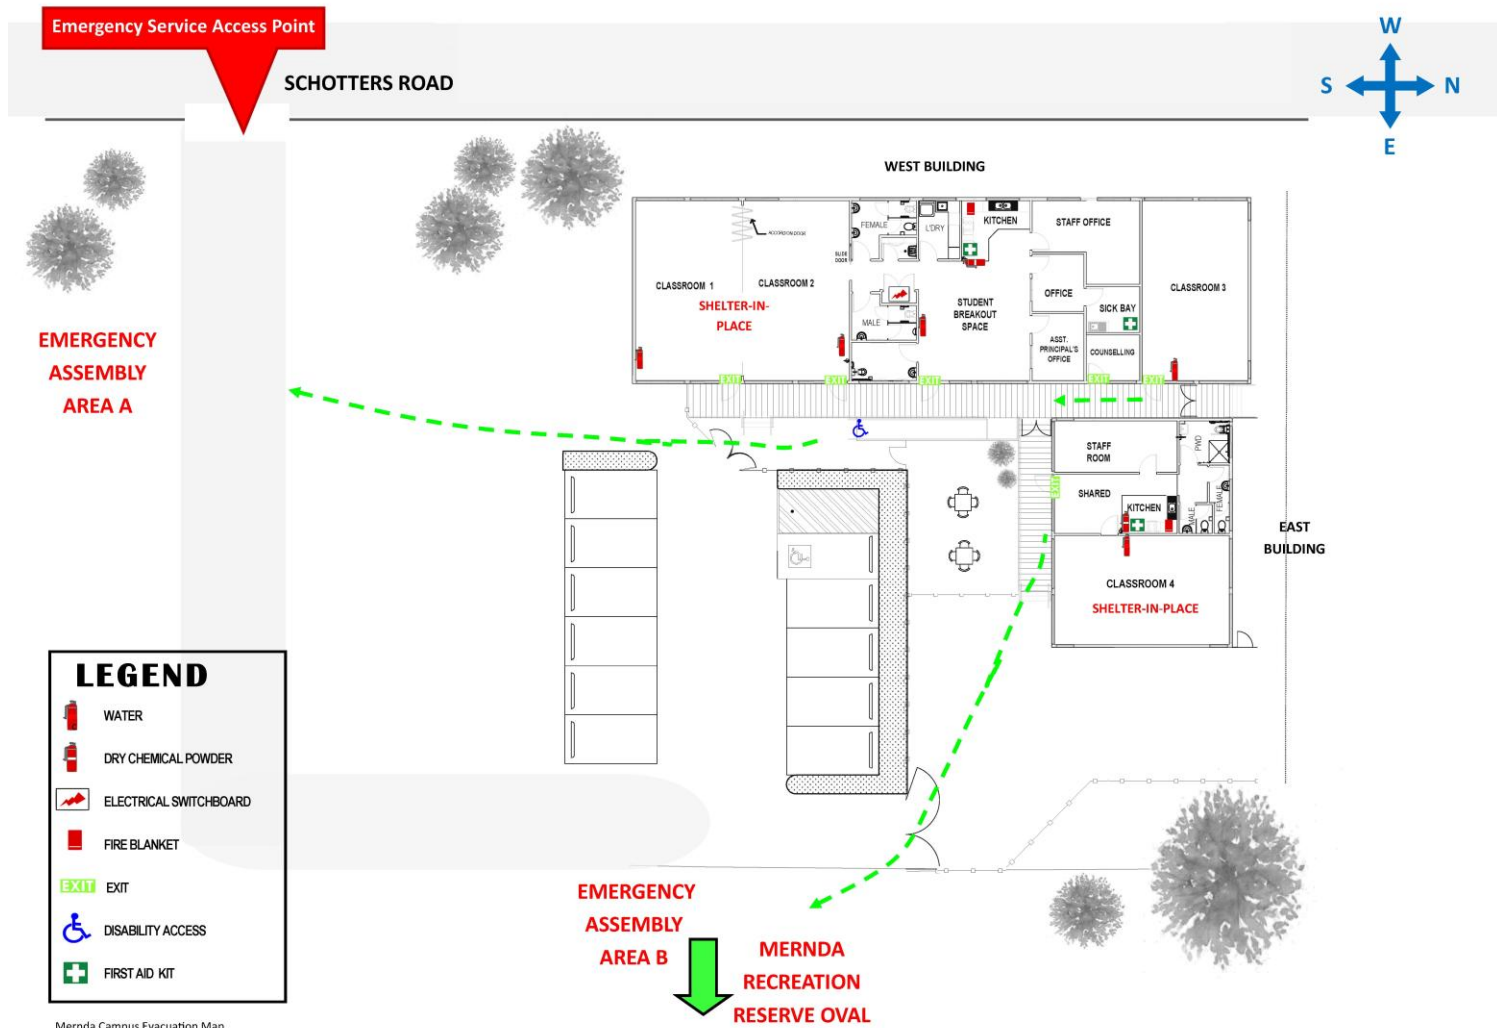 Emergency Service Access Point
SCHOTTERS ROAD
W
S
N
E
WEST BUILDING
FEMALE
L'DRY
KITCHEN
STAFF OFFICE
ACCORDION DOOR
SLIDE
DOOR
CLASSROOM 1
CLASSROOM 2
SHELTER-IN-
PLACE
MALE
STUDENT
BREAKOUT
SPACE
OFFICE
SICK BAY
ASST.
PRINCIPAL'S
OFFICE
COUNSELLING
CLASSROOM 3
EXIT
EXIT
EXIT
EXIT
EXIT
EMERGENCY
ASSEMBLY
AREA A
STAFF
ROOM
PWD
EXIT
SHARED
KITCHEN
MALE
FEMALE
EAST
BUILDING
CLASSROOM 4
SHELTER-IN-PLACE
LEGEND
WATER
DRY CHEMICAL POWDER
ELECTRICAL SWITCHBOARD
FIRE BLANKET
EXIT
EXIT
DISABILITY ACCESS
FIRST AID KIT
EMERGENCY
ASSEMBLY
AREA B
MERNDA
RECREATION
RESERVE OVAL
Mernda Campus Evacuation Map